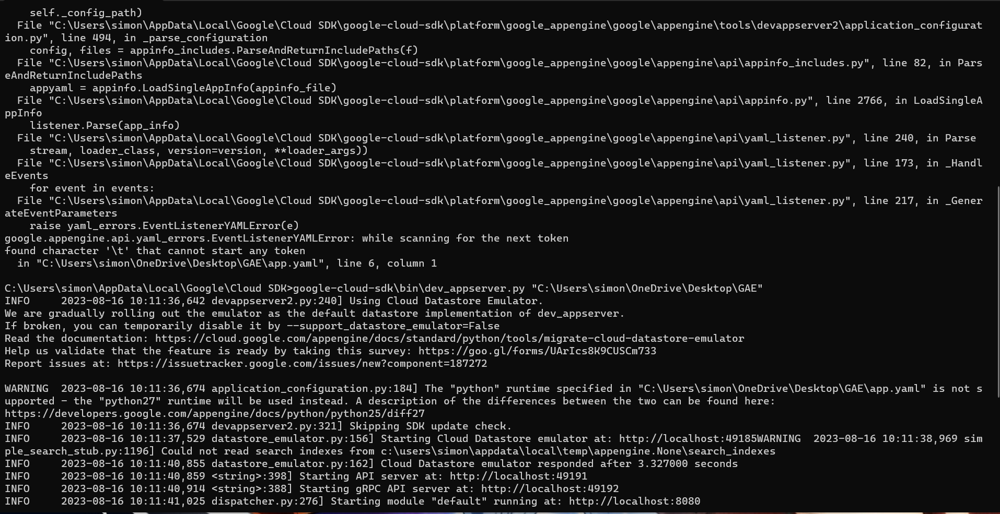 self._config_path)
  File "C:\Users\simon\AppData\Local\Google\Cloud SDK\google-cloud-sdk\platform\google_appengine\google\appengine\tools\devappserver2\application_configurat
ion.py", line 494, in _parse_configuration
    config, files = appinfo_includes.ParseAndReturnIncludePaths(f)
  File "C:\Users\simon\AppData\Local\Google\Cloud SDK\google-cloud-sdk\platform\google_appengine\google\appengine\api\appinfo_includes.py", line 82, in Pars
eAndReturnIncludePaths
    appyaml = appinfo.LoadSingleAppInfo(appinfo_file)
  File "C:\Users\simon\AppData\Local\Google\Cloud SDK\google-cloud-sdk\platform\google_appengine\google\appengine\api\appinfo.py", line 2766, in LoadSingleA
ppInfo
    listener.Parse(app_info)
  File "C:\Users\simon\AppData\Local\Google\Cloud SDK\google-cloud-sdk\platform\google_appengine\google\appengine\api\yaml_listener.py", line 240, in Parse
    stream, loader_class, version=version, **loader_args))
  File "C:\Users\simon\AppData\Local\Google\Cloud SDK\google-cloud-sdk\platform\google_appengine\google\appengine\api\yaml_listener.py", line 173, in _Handl
eEvents
    for event in events:
  File "C:\Users\simon\AppData\Local\Google\Cloud SDK\google-cloud-sdk\platform\google_appengine\google\appengine\api\yaml_listener.py", line 217, in _Gener
ateEventParameters
    raise yaml_errors.EventListenerYAMLError(e)
google.appengine.api.yaml_errors.EventListenerYAMLError: while scanning for the next token
found character '\t' that cannot start any token
  in "C:\Users\simon\OneDrive\Desktop\GAE\app.yaml", line 6, column 1

C:\Users\simon\AppData\Local\Google\Cloud SDK>google-cloud-sdk\bin\dev_appserver.py "C:\Users\simon\OneDrive\Desktop\GAE"
INFO     2023-08-16 10:11:36,642 devappserver2.py:240] Using Cloud Datastore Emulator.
We are gradually rolling out the emulator as the default datastore implementation of dev_appserver.
If broken, you can temporarily disable it by --support_datastore_emulator=False
Read the documentation: https://cloud.google.com/appengine/docs/standard/python/tools/migrate-cloud-datastore-emulator
Help us validate that the feature is ready by taking this survey: https://goo.gl/forms/UArIcs8K9CUSCm733
Report issues at: https://issuetracker.google.com/issues/new?component=187272

WARNING  2023-08-16 10:11:36,674 application_configuration.py:184] The "python" runtime specified in "C:\Users\simon\OneDrive\Desktop\GAE\app.yaml" is not s
upported - the "python27" runtime will be used instead. A description of the differences between the two can be found here:
https://developers.google.com/appengine/docs/python/python25/diff27
INFO     2023-08-16 10:11:36,674 devappserver2.py:321] Skipping SDK update check.
INFO     2023-08-16 10:11:37,529 datastore_emulator.py:156] Starting Cloud Datastore emulator at: http://localhost:49185WARNING  2023-08-16 10:11:38,969 sim
ple_search_stub.py:1196] Could not read search indexes from c:\users\simon\appdata\local\temp\appengine.None\search_indexes
INFO     2023-08-16 10:11:40,855 datastore_emulator.py:162] Cloud Datastore emulator responded after 3.327000 seconds
INFO     2023-08-16 10:11:40,859 <string>:398] Starting API server at: http://localhost:49191
INFO     2023-08-16 10:11:40,914 <string>:388] Starting gRPC API server at: http://localhost:49192
INFO     2023-08-16 10:11:41,025 dispatcher.py:276] Starting module "default" running at: http://localhost:8080